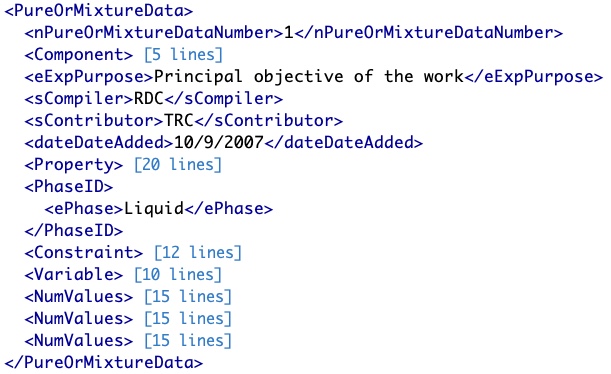 <PureOrMixtureData>
<nPureOrMixtureDataNumber>1</nPureOrMixtureDataNumber>
<Component> [5 lines]
<eExpPurpose>Principal objective of the work</eExpPurpose>
<sCompiler>RDC</sCompiler>
<sContributor>TRC</sContributor>
<dateDateAdded>10/9/2007</dateDateAdded>
<Property> [20 lines]
<PhaseID>
<ePhase>Liquid</ePhase>
</PhaseID>
<Constraint> [12 lines]
<Variable> [10 lines]
<NumValues> [15 lines]
<NumValues> [15 lines]
<NumValues> [15 lines]
</PureOrMixtureData>